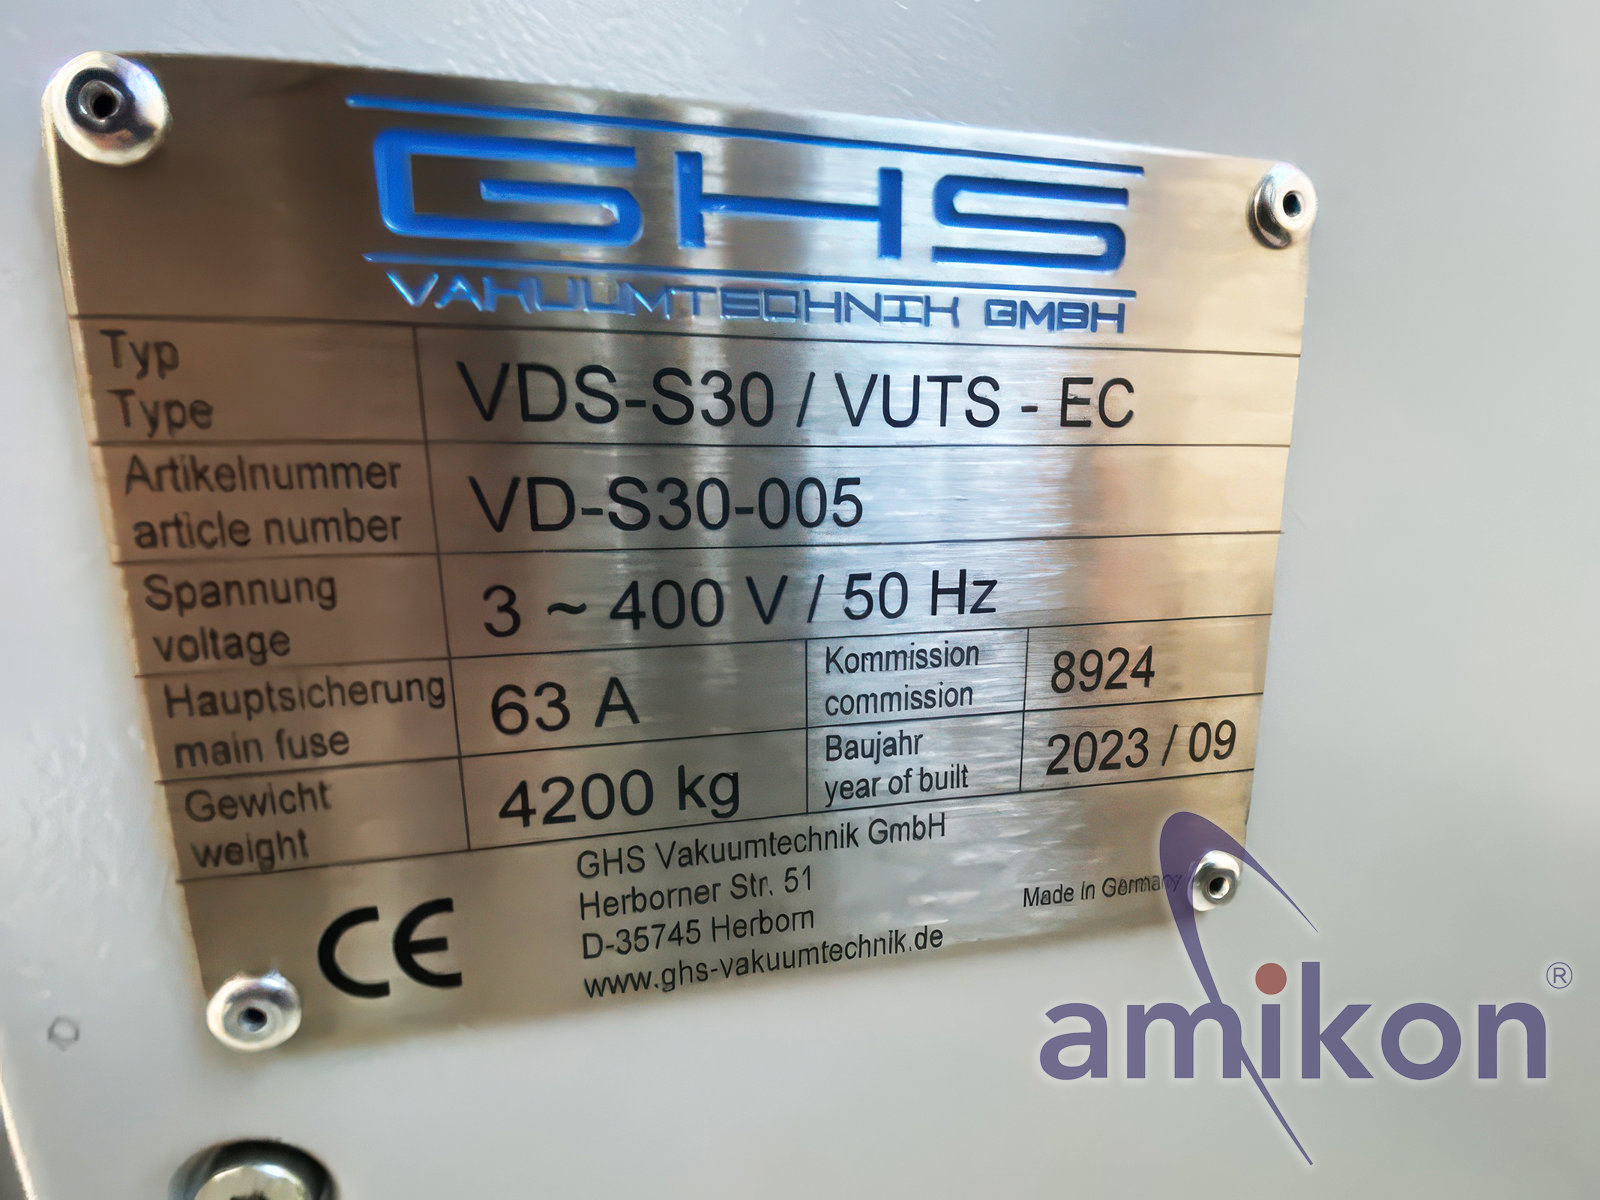 GHS
VAKUUMTECHNIK GMBH
Typ
Type
VDS-S30 / VUTS - EC
Artikelnummer
article number
VD-S30-005
Spannung
voltage
3 ~ 400 V / 50 Hz
Hauptsicherung
main fuse
63 A
Kommission
commission
8924
Gewicht
weight
4200 kg
Baujahr
year of built
2023 / 09
CE
GHS Vakuumtechnik GmbH
Herborner Str. 51
D-35745 Herborn
www.ghs-vakuumtechnik.de
Made in Germany
amikon®